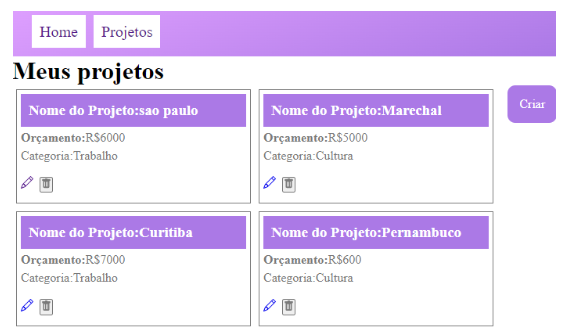 Home Projetos
Meus projetos
Criar
Nome do Projeto:sao paulo
Orçamento:R$6000
Categoria:Trabalho
Nome do Projeto:Marechal
Orçamento:R$5000
Categoria:Cultura
Nome do Projeto:Curitiba
Orçamento:R$7000
Categoria:Trabalho
Nome do Projeto:Pernambuco
Orçamento:R$600
Categoria:Cultura